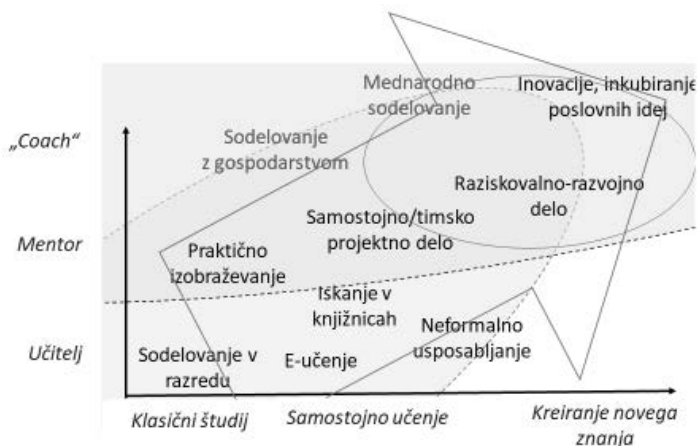 Mednarodno
sodelovanje
Inovacije, inkubiranje
poslovnih idej
„Coach“
Sodelovanje
z gospodarstvom
Raziskovalno-razvojno
delo
Samostojno/timsko
projektno delo
Mentor
Praktično
izobraževanje
Iskanje v
knjižnicah
Neformalno
usposabljanje
Učitelj
Sodelovanje v
razredu
E-učenje
Klasični študij
Samostojno učenje
Kreiranje novega
znanja